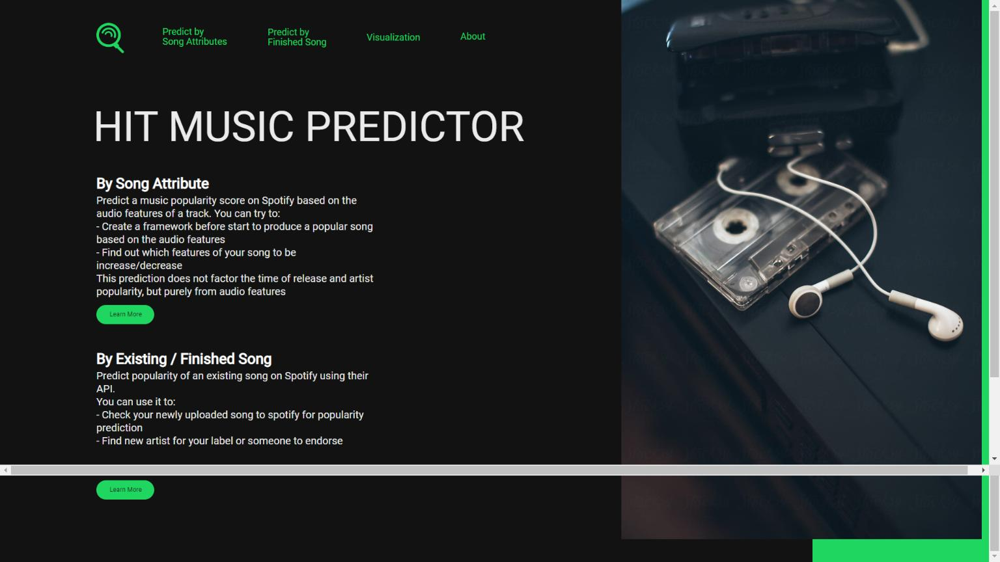 Predict by
Song Attributes
Predict by
Finished Song
Visualization
About
HIT MUSIC PREDICTOR
By Song Attribute
Predict a music popularity score on Spotify based on the
audio features of a track. You can try to:
- Create a framework before start to produce a popular song
based on the audio features
- Find out which features of your song to be
increase/decrease
This prediction does not factor the time of release and artist
popularity, but purely from audio features
Learn More
By Existing / Finished Song
Predict popularity of an existing song on Spotify using their
API.
You can use it to:
- Check your newly uploaded song to spotify for popularity
prediction
- Find new artist for your label or someone to endorse
Learn More